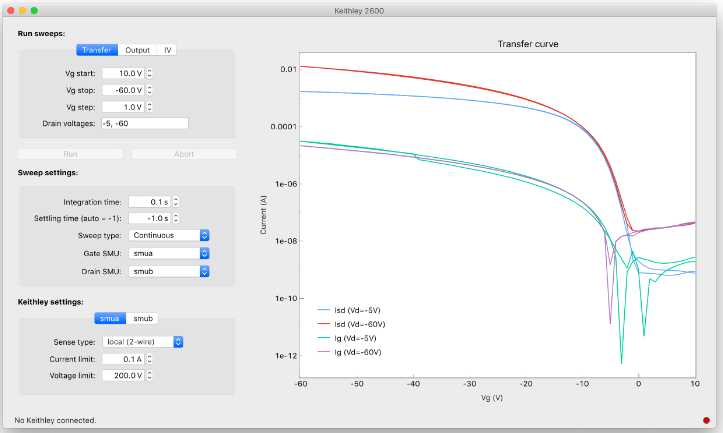 Keithley 2600
Run sweeps:
Transfer Output IV
Vg start: 10.0 V
Vg stop: -60.0 V
Vg step: 1.0 V
Drain voltages: -5, -60
Run Abort
Sweep settings:
Integration time: 0.1 s
Settling time (auto = -1): -1.0 s
Sweep type: Continuous
Gate SMU: smua
Drain SMU: smub
Keithley settings:
smua smub
Sense type: local (2-wire)
Current limit: 0.1 A
Voltage limit: 200.0 V
No Keithley connected.
Transfer curve
Current (A)
0.01
0.0001
1e-06
1e-08
1e-10
1e-12
Isd (Vd=-5V)
Isd (Vd=-60V)
Ig (Vd=-5V)
Ig (Vd=-60V)
-60 -50 -40 -30 -20 -10 0 10
Vg (V)